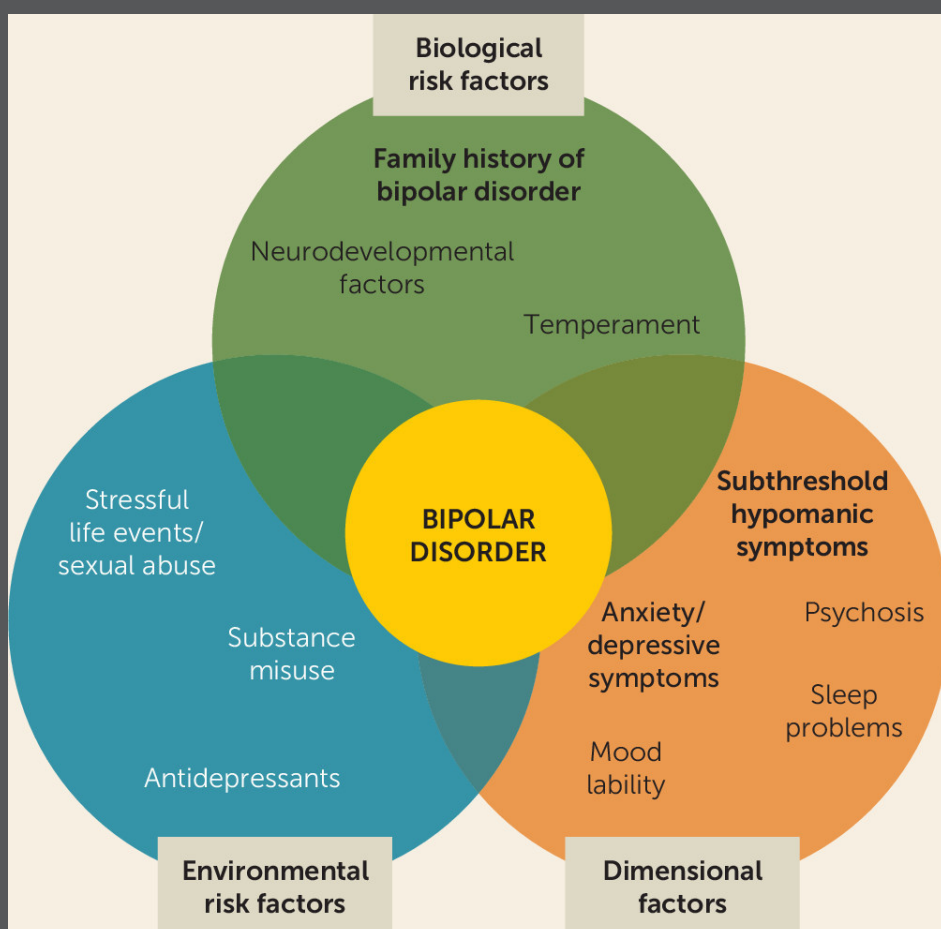 Biological
risk factors
Family history of
bipolar disorder
Neurodevelopmental
factors
Temperament
Stressful
life events/
sexual abuse
Substance
misuse
Antidepressants
BIPOLAR
DISORDER
Subthreshold
hypomanic
symptoms
Anxiety/
depressive
symptoms
Psychosis
Sleep
problems
Mood
lability
Environmental
risk factors
Dimensional
factors